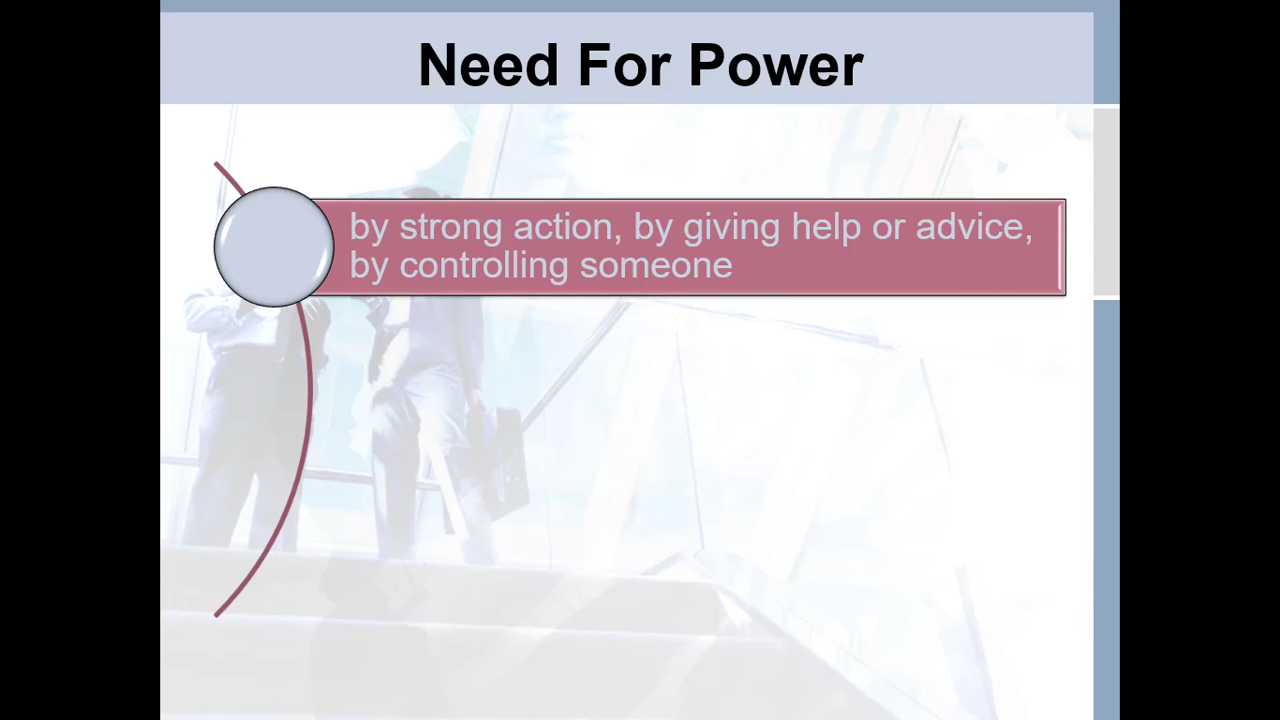 Need For Power
by strong action, by giving help or advice,
by controlling someone